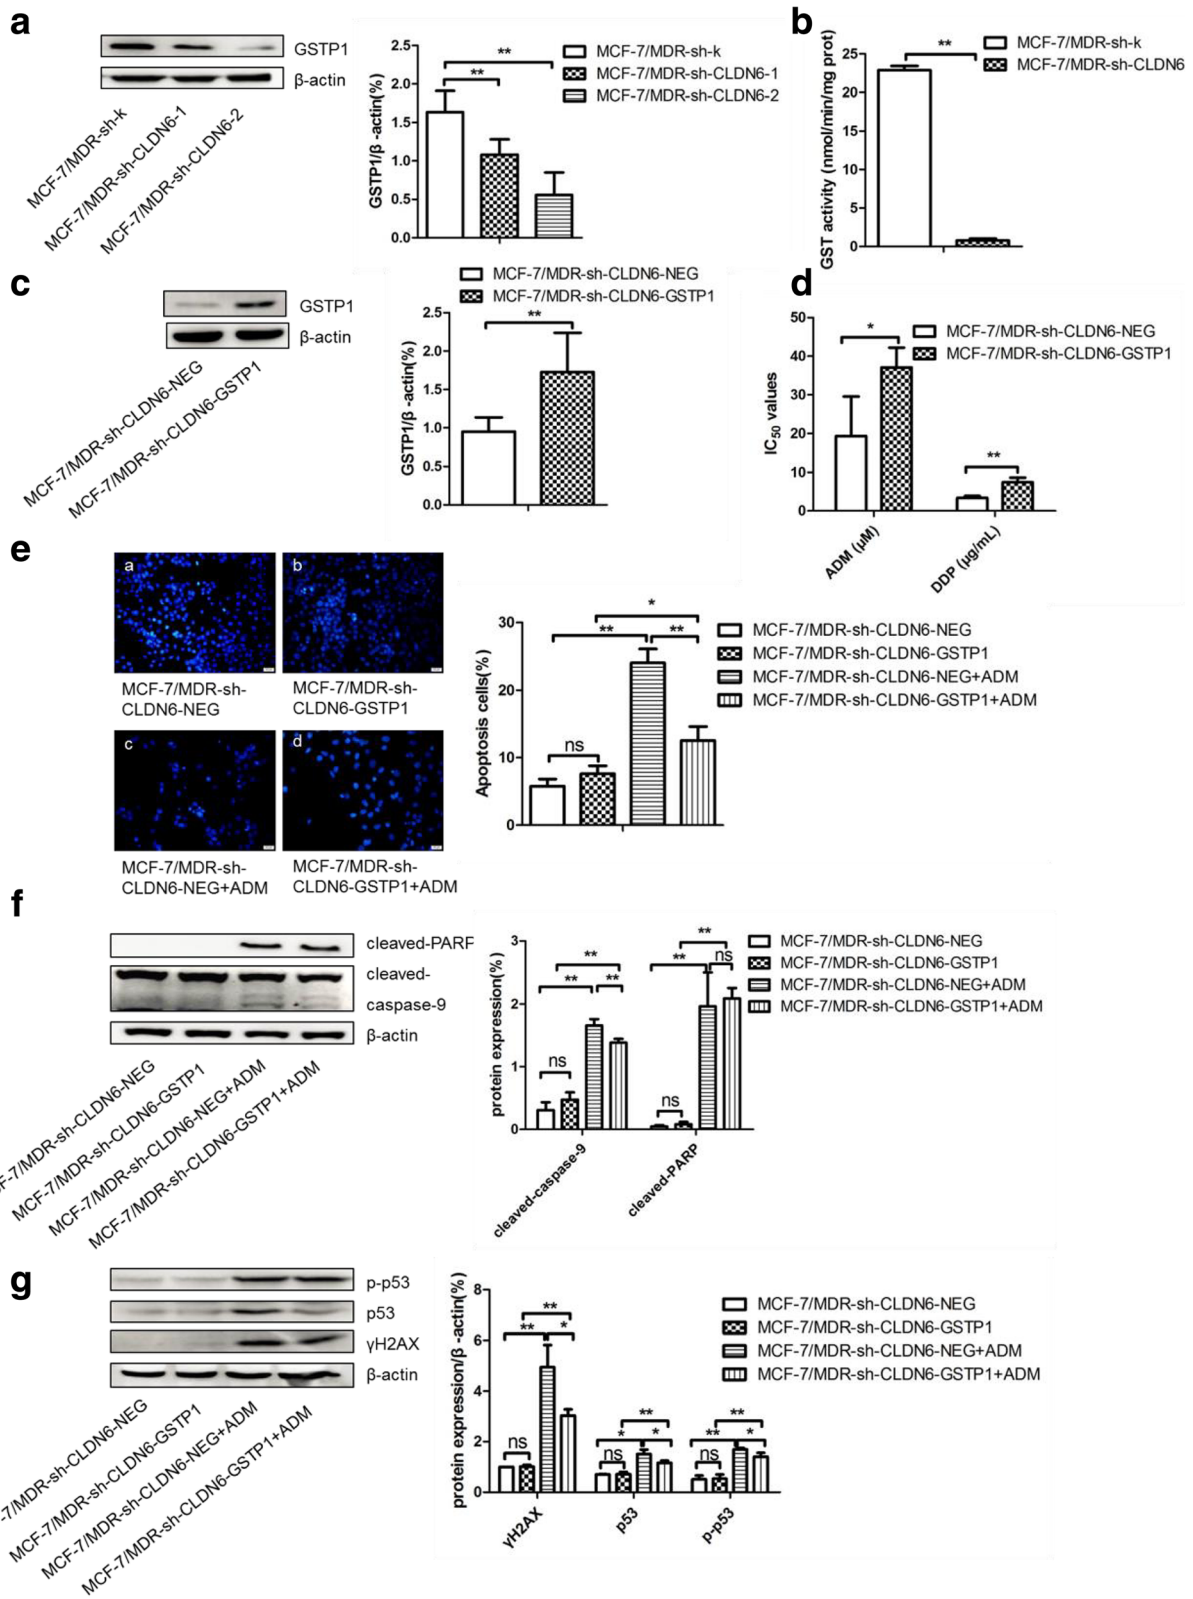 a
GSTP1
β-actin
MCF-7/MDR-sh-k
MCF-7/MDR-sh-CLDN6-1
MCF-7/MDR-sh-CLDN6-2
GSTP1/β -actin(%)
2.5
2.0
1.5
1.0
0.5
0.0
**
**
MCF-7/MDR-sh-k
MCF-7/MDR-sh-CLDN6-1
MCF-7/MDR-sh-CLDN6-2
b
GST activity (nmol/min/mg prot)
25
20
15
10
5
0
**
MCF-7/MDR-sh-k
MCF-7/MDR-sh-CLDN6
c
GSTP1
β-actin
MCF-7/MDR-sh-CLDN6-NEG
MCF-7/MDR-sh-CLDN6-GSTP1
MCF-7/MDR-sh-CLDN6-NEG
MCF-7/MDR-sh-CLDN6-GSTP1
GSTP1/β -actin(%)
2.5
2.0
1.5
1.0
0.5
0.0
**
d
IC50 values
50
40
30
20
10
0
*
**
MCF-7/MDR-sh-CLDN6-NEG
MCF-7/MDR-sh-CLDN6-GSTP1
ADM (μM)
DDP (μg/mL)
e
a
b
MCF-7/MDR-sh-
CLDN6-NEG
MCF-7/MDR-sh-
CLDN6-GSTP1
c
d
MCF-7/MDR-sh-
CLDN6-NEG+ADM
MCF-7/MDR-sh-
CLDN6-GSTP1+ADM
Apoptosis cells(%)
30
20
10
0
*
**
**
ns
MCF-7/MDR-sh-CLDN6-NEG
MCF-7/MDR-sh-CLDN6-GSTP1
MCF-7/MDR-sh-CLDN6-NEG+ADM
MCF-7/MDR-sh-CLDN6-GSTP1+ADM
f
cleaved-PARP
cleaved-
caspase-9
β-actin
CF-7/MDR-sh-CLDN6-NEG
MCF-7/MDR-sh-CLDN6-GSTP1
MCF-7/MDR-sh-CLDN6-NEG+ADM
MCF-7/MDR-sh-CLDN6-GSTP1+ADM
protein expression(%)
3
2
1
0
**
**
**
ns
**
**
ns
ns
cleaved-caspase-9
cleaved-PARP
MCF-7/MDR-sh-CLDN6-NEG
MCF-7/MDR-sh-CLDN6-GSTP1
MCF-7/MDR-sh-CLDN6-NEG+ADM
MCF-7/MDR-sh-CLDN6-GSTP1+ADM
g
p-p53
p53
γH2AX
β-actin
-7/MDR-sh-CLDN6-NEG
MCF-7/MDR-sh-CLDN6-GSTP1
MCF-7/MDR-sh-CLDN6-NEG+ADM
MCF-7/MDR-sh-CLDN6-GSTP1+ADM
protein expression/β -actin(%)
8
6
4
2
0
**
**
*
ns
**
*
*
ns
**
**
*
ns
γH2AX
p53
p-p53
MCF-7/MDR-sh-CLDN6-NEG
MCF-7/MDR-sh-CLDN6-GSTP1
MCF-7/MDR-sh-CLDN6-NEG+ADM
MCF-7/MDR-sh-CLDN6-GSTP1+ADM